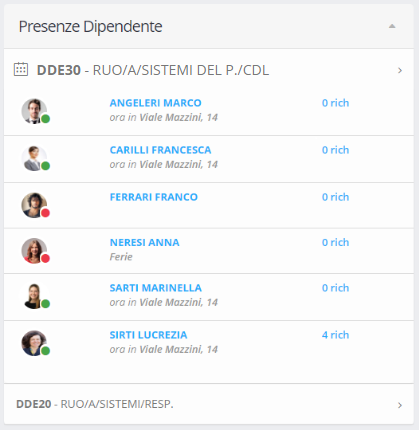 Presenze Dipendente
DDE30 - RUO/A/SISTEMI DEL P./CDL
ANGELERI MARCO 0 rich
ora in Viale Mazzini, 14
CARILLI FRANCESCA 0 rich
ora in Viale Mazzini, 14
FERRARI FRANCO 0 rich
NERESI ANNA 0 rich
Ferie
SARTI MARINELLA 0 rich
ora in Viale Mazzini, 14
SIRTI LUCREZIA 4 rich
ora in Viale Mazzini, 14
DDE20 - RUO/A/SISTEMI/RESP.